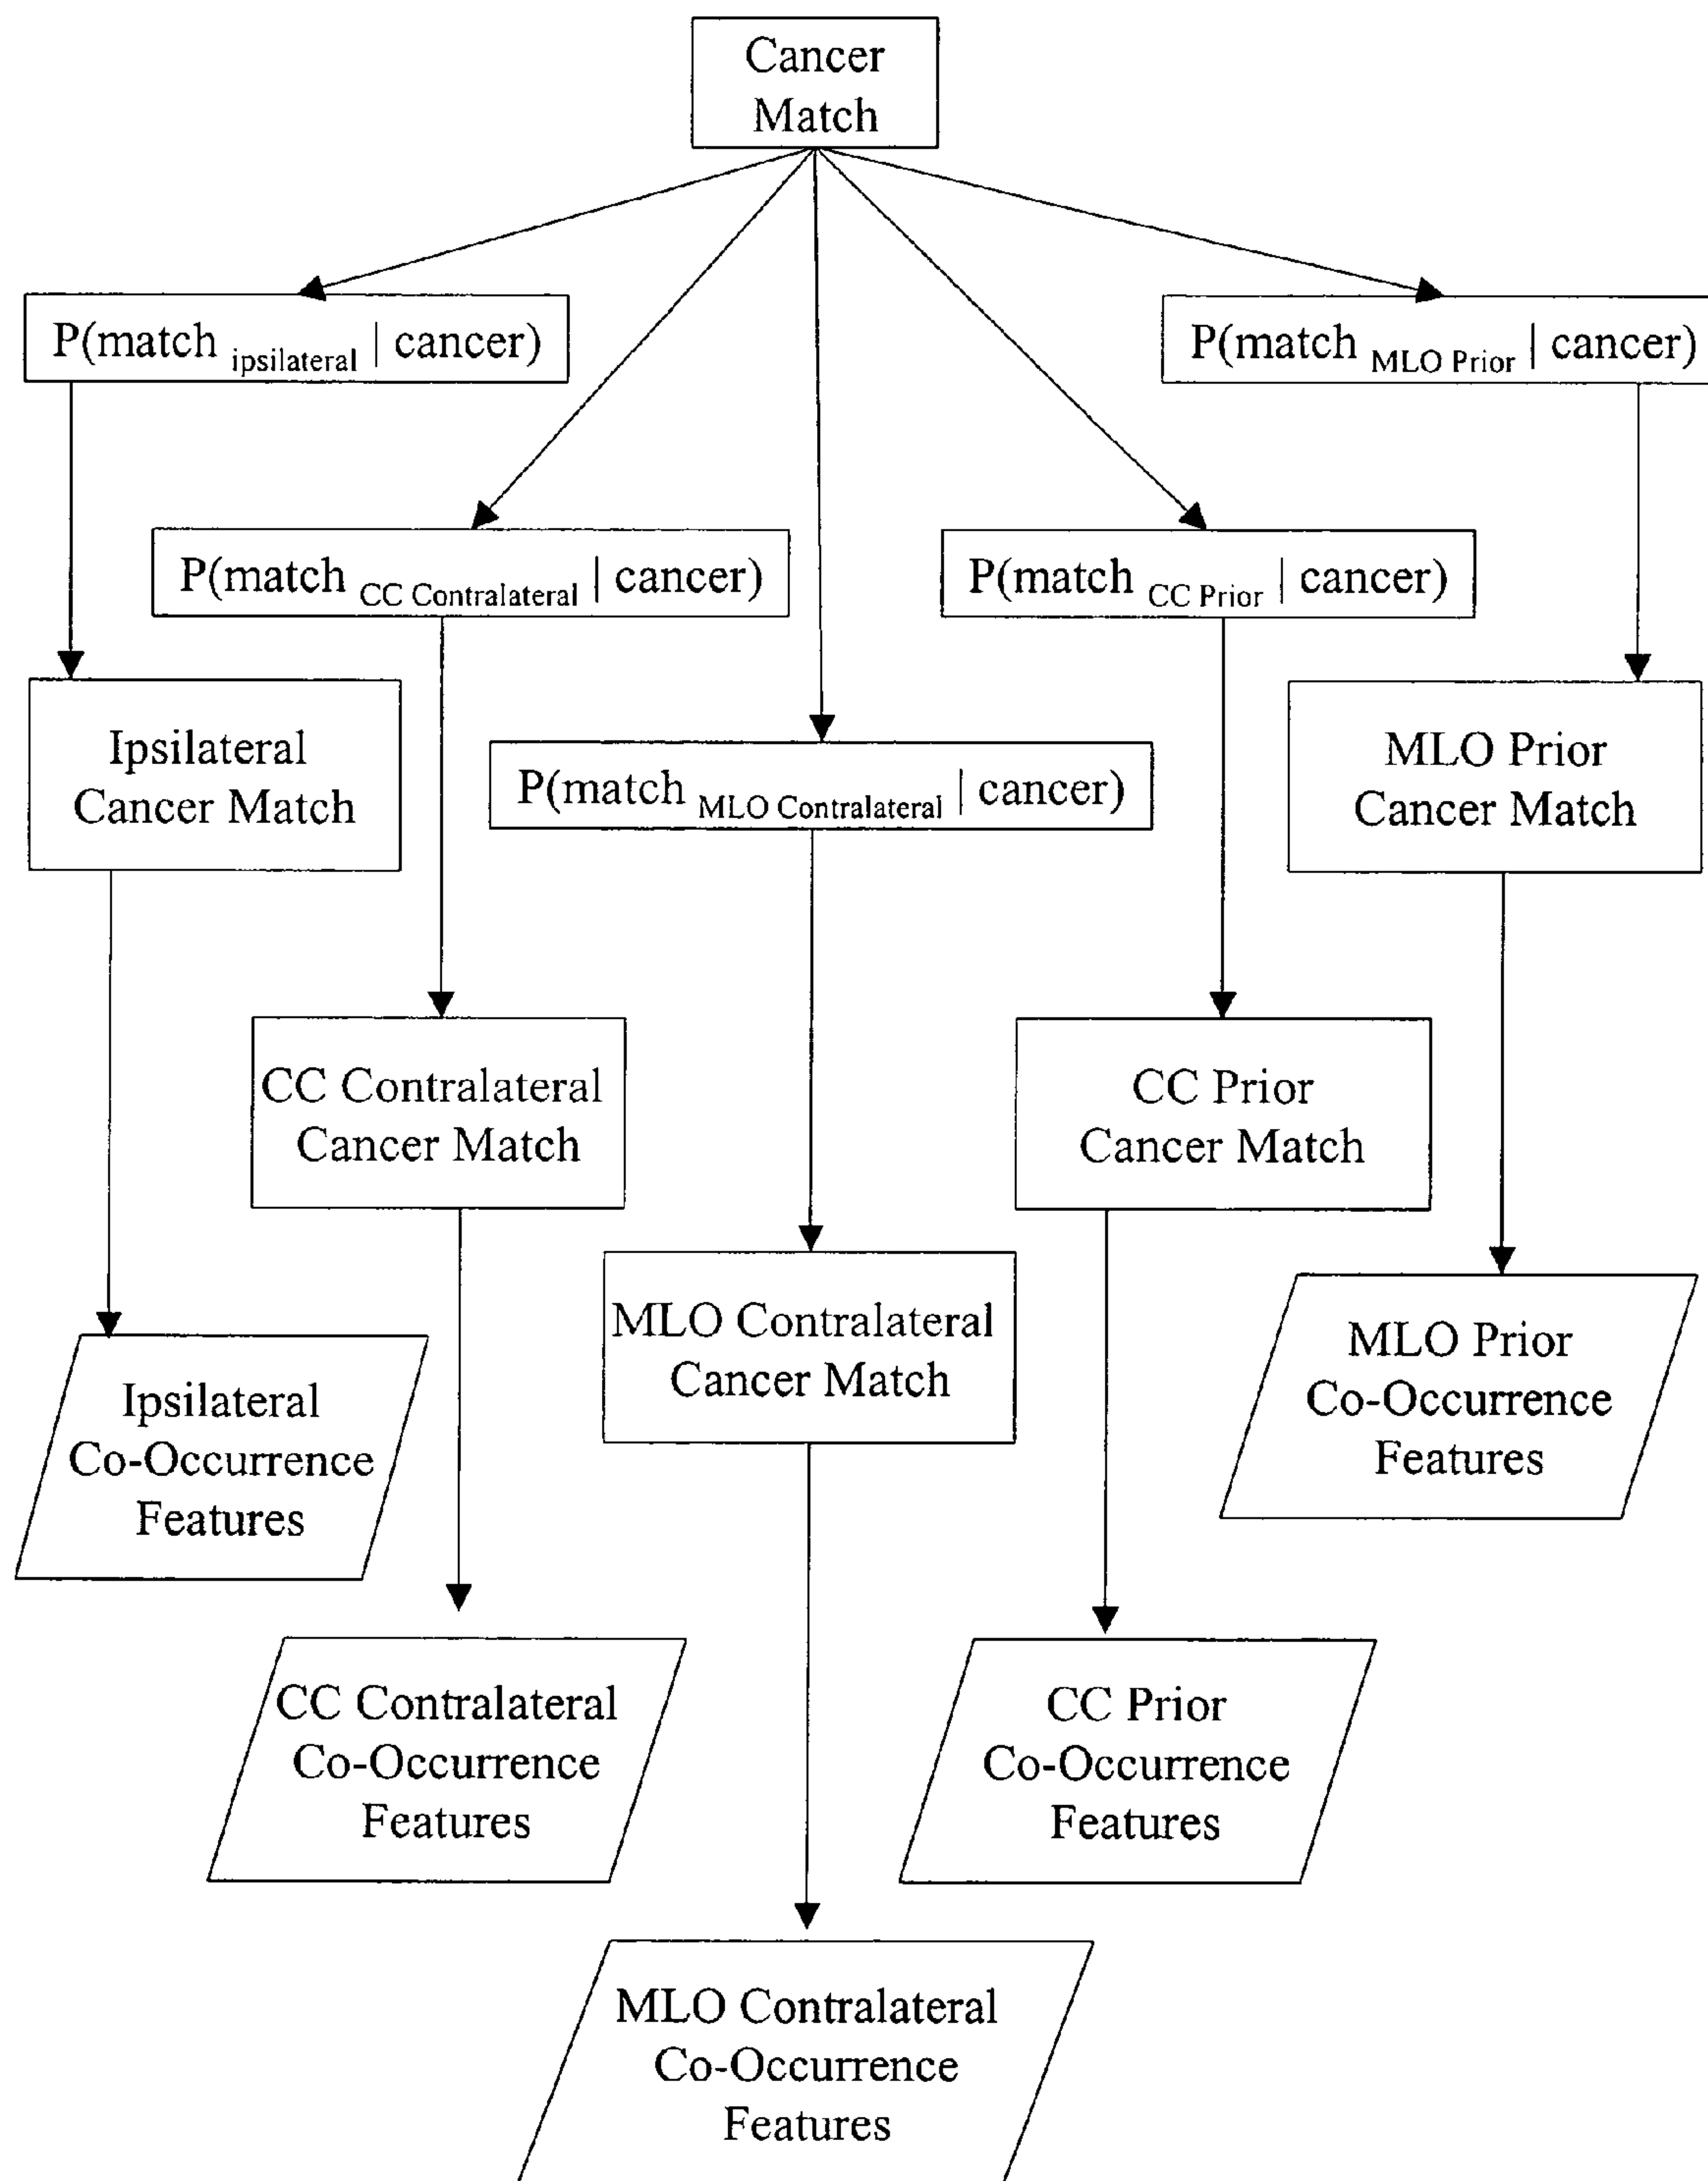 Cancer
Match
P(match ipsilateral | cancer)
P(match MLO Prior | cancer)
P(match CC Contralateral | cancer)
P(match CC Prior | cancer)
Ipsilateral
Cancer Match
P(match MLO Contralateral | cancer)
MLO Prior
Cancer Match
CC Contralateral
Cancer Match
CC Prior
Cancer Match
MLO Contralateral
Cancer Match
MLO Prior
Co-Occurrence
Features
Ipsilateral
Co-Occurrence
Features
CC Contralateral
Co-Occurrence
Features
CC Prior
Co-Occurrence
Features
MLO Contralateral
Co-Occurrence
Features